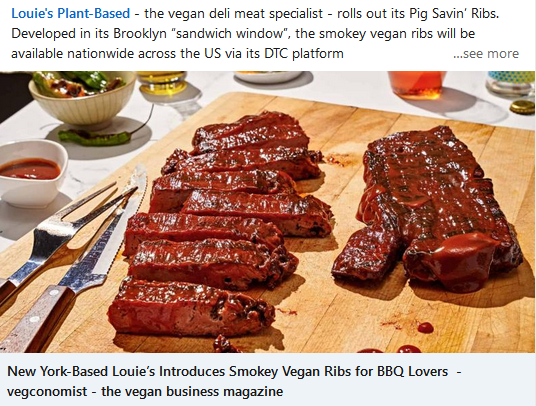 Louie's Plant-Based - the vegan deli meat specialist - rolls out its Pig Savin' Ribs.
Developed in its Brooklyn "sandwich window", the smokey vegan ribs will be
available nationwide across the US via its DTC platform ...see more
New York-Based Louie's Introduces Smokey Vegan Ribs for BBQ Lovers -
vegconomist - the vegan business magazine